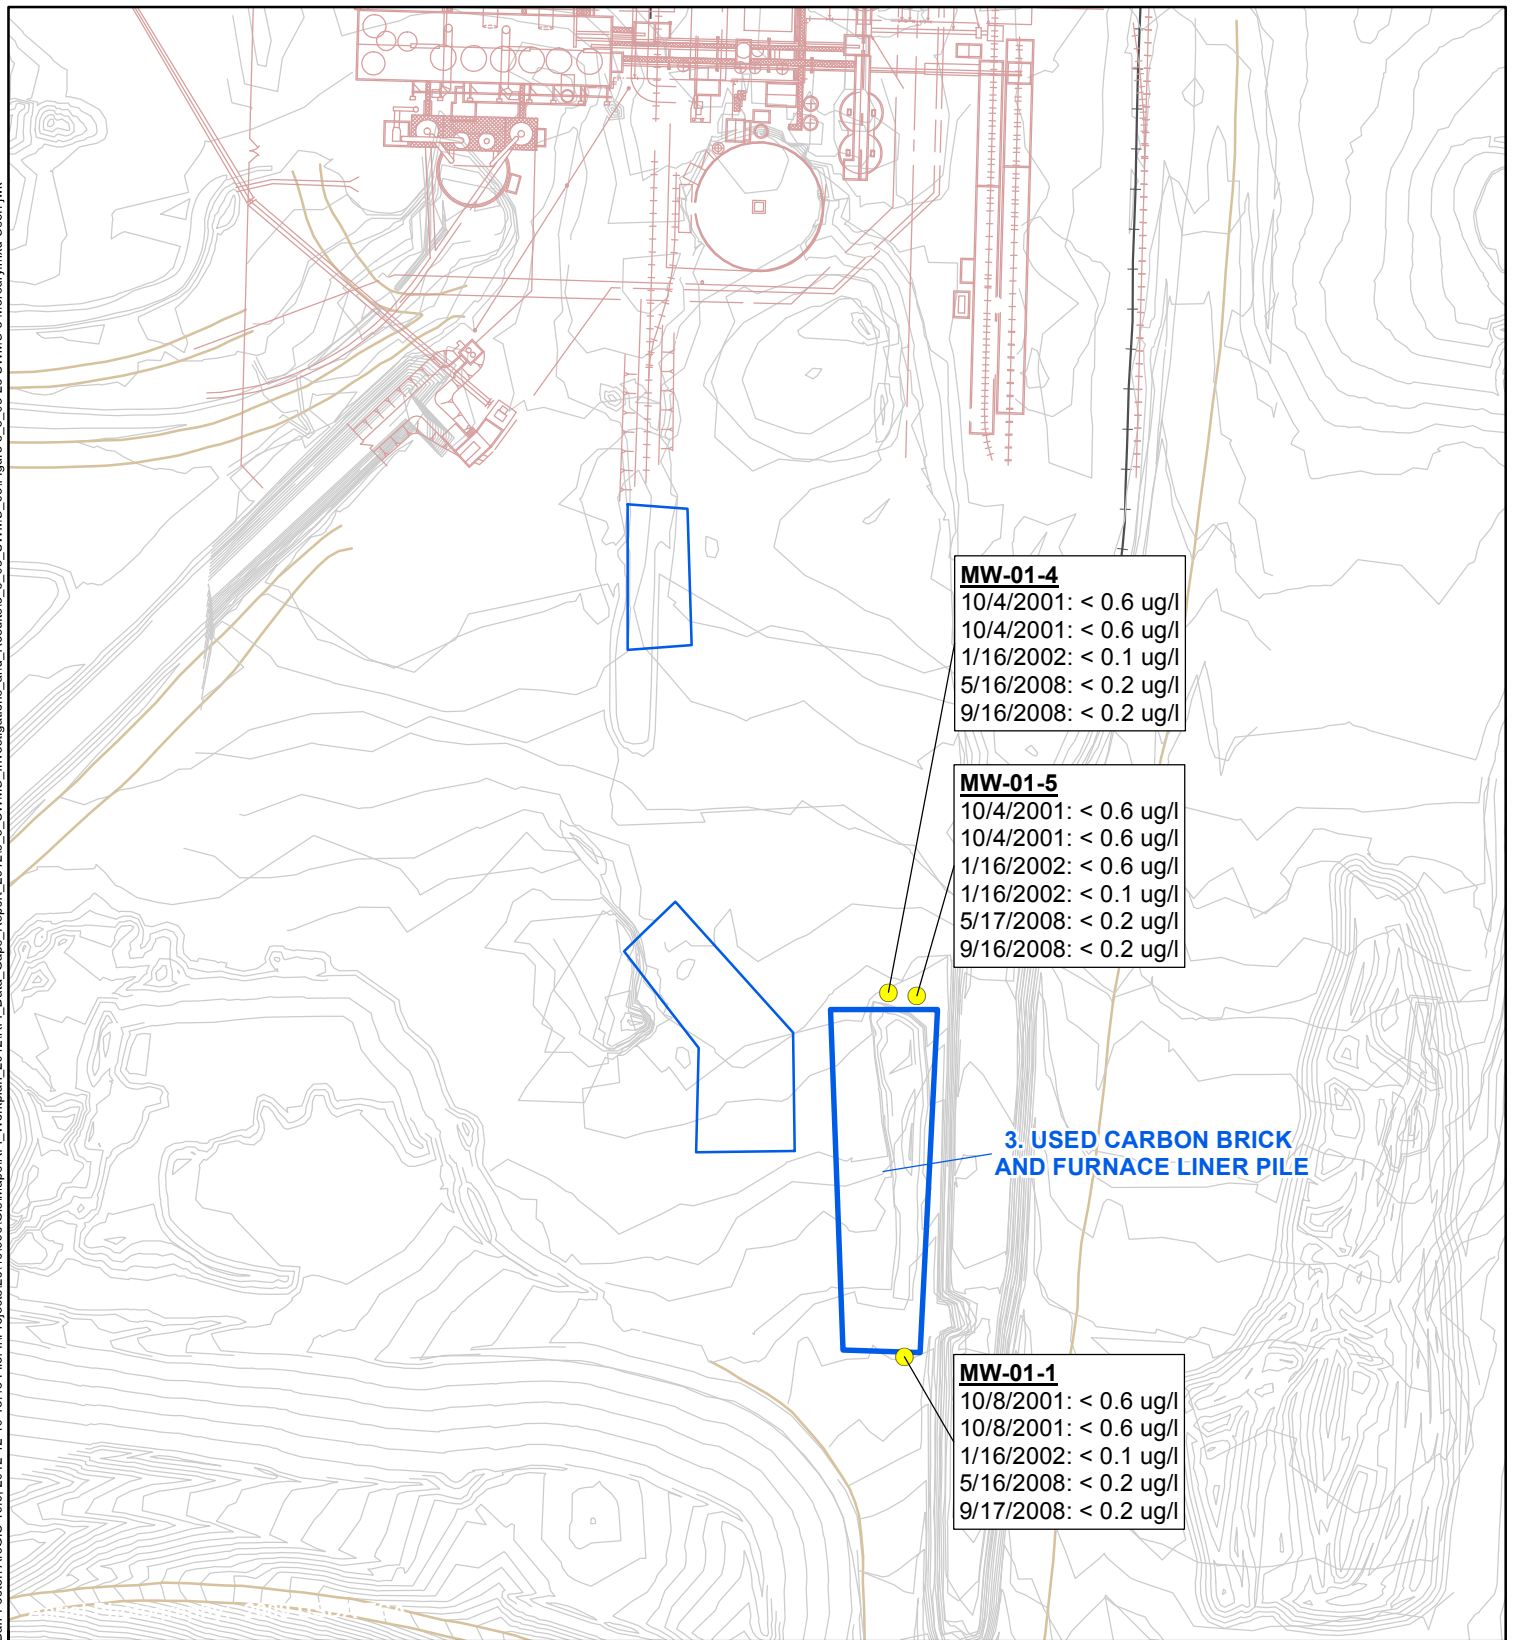 MW-01-4
10/4/2001: < 0.6 ug/l
10/4/2001: < 0.6 ug/l
1/16/2002: < 0.1 ug/l
5/16/2008: < 0.2 ug/l
9/16/2008: < 0.2 ug/l
MW-01-5
10/4/2001: < 0.6 ug/l
10/4/2001: < 0.6 ug/l
1/16/2002: < 0.6 ug/l
1/16/2002: < 0.1 ug/l
5/17/2008: < 0.2 ug/l
9/16/2008: < 0.2 ug/l
3. USED CARBON BRICK
AND FURNACE LINER PILE
MW-01-1
10/8/2001: < 0.6 ug/l
10/8/2001: < 0.6 ug/l
1/16/2002: < 0.1 ug/l
5/16/2008: < 0.2 ug/l
9/17/2008: < 0.2 ug/l